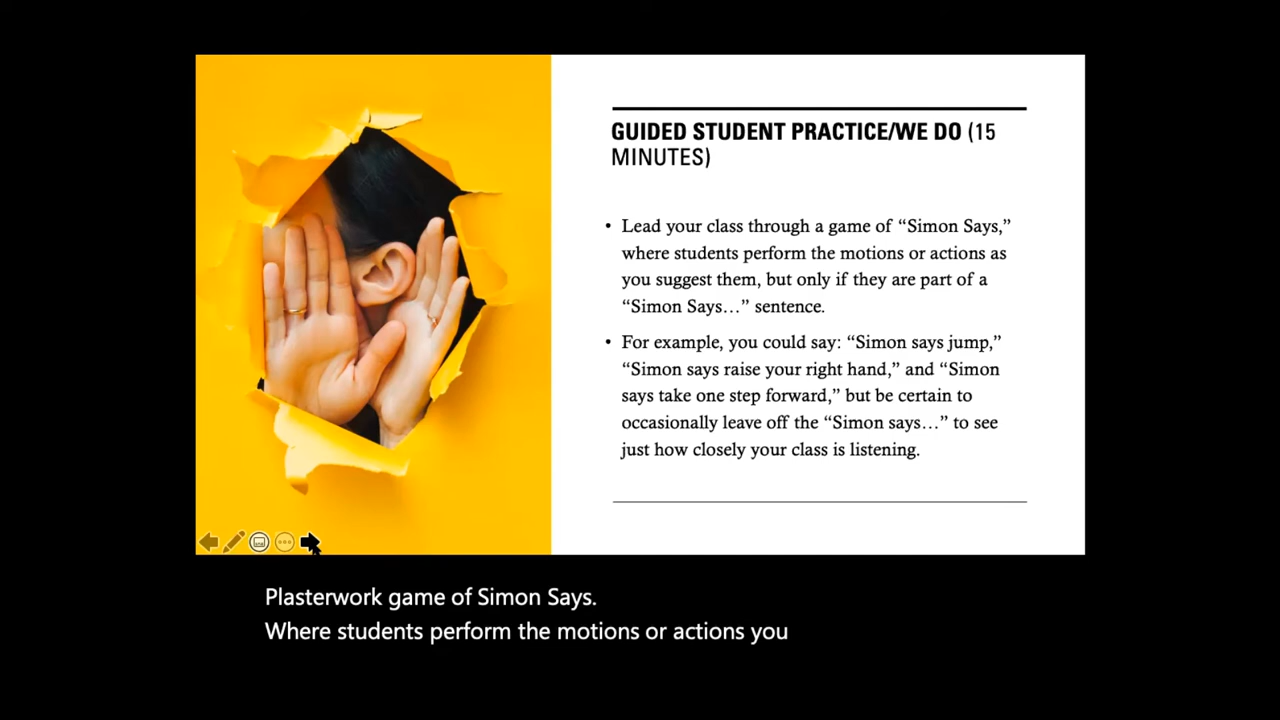 GUIDED STUDENT PRACTICE/WE DO (15
MINUTES)
• Lead your class through a game of “Simon Says,”
where students perform the motions or actions as
you suggest them, but only if they are part of a
“Simon Says…” sentence.
• For example, you could say: “Simon says jump,”
“Simon says raise your right hand,” and “Simon
says take one step forward,” but be certain to
occasionally leave off the “Simon says…” to see
just how closely your class is listening.
Plasterwork game of Simon Says.
Where students perform the motions or actions you